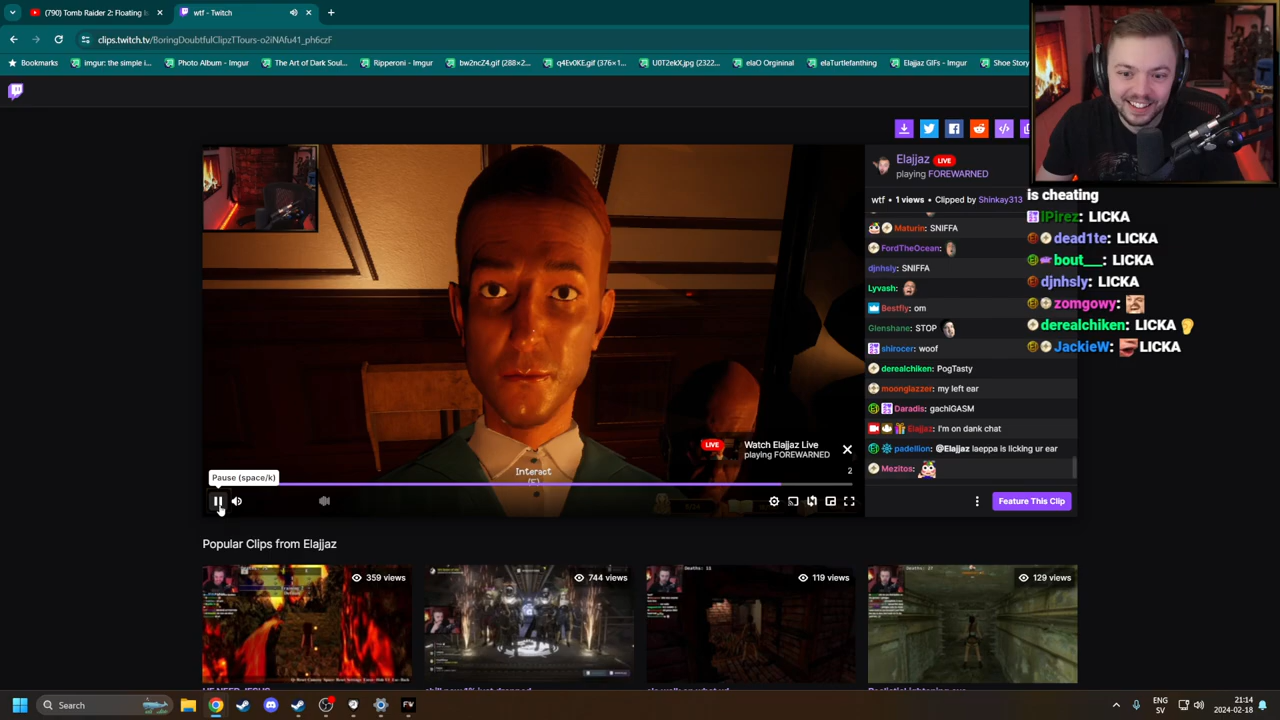 (790) Tomb Raider 2: Floating I
wtf - Twitch
clips.twitch.tv/BoringDoubtfulClipzTTours-o2iNAfu41_ph6czF
Bookmarks
imgur: the simple i...
Photo Album - Imgur
The Art of Dark Soul...
Ripperoni - Imgur
bw2ncZ4.gif (288×2...
q4Ev0KE.gif (376×1...
U0T2ekX.jpg (2322...
elaO Orgininal
elaTurtlefanthing
Elajjaz GIFs - Imgur
Shoe Story
Elajjaz LIVE
playing FOREWARNED
wtf • 1 views • Clipped by Shinkay313
Maturin: SNIFFA
FordTheOcean:
djnhsly: SNIFFA
Lyvash:
Bestfly: om
Glenshane: STOP
shirocer: woof
derealchiken: PogTasty
moonglazzer: my left ear
Daradis: gachiGASM
Elajjaz: I'm on dank chat
padellion: @Elajjaz laeppa is licking ur ear
Mezitos:
is cheating
IPirez: LICKA
dead1te: LICKA
bout___: LICKA
djnhsly: LICKA
zomgowy:
derealchiken: LICKA
JackieW: LICKA
LIVE
Watch Elajjaz Live
playing FOREWARNED
2
Interact
(E)
Pause (space/k)
Feature This Clip
Popular Clips from Elajjaz
359 views
744 views
119 views
129 views
Search
ENG
SV
21:14
2024-02-18